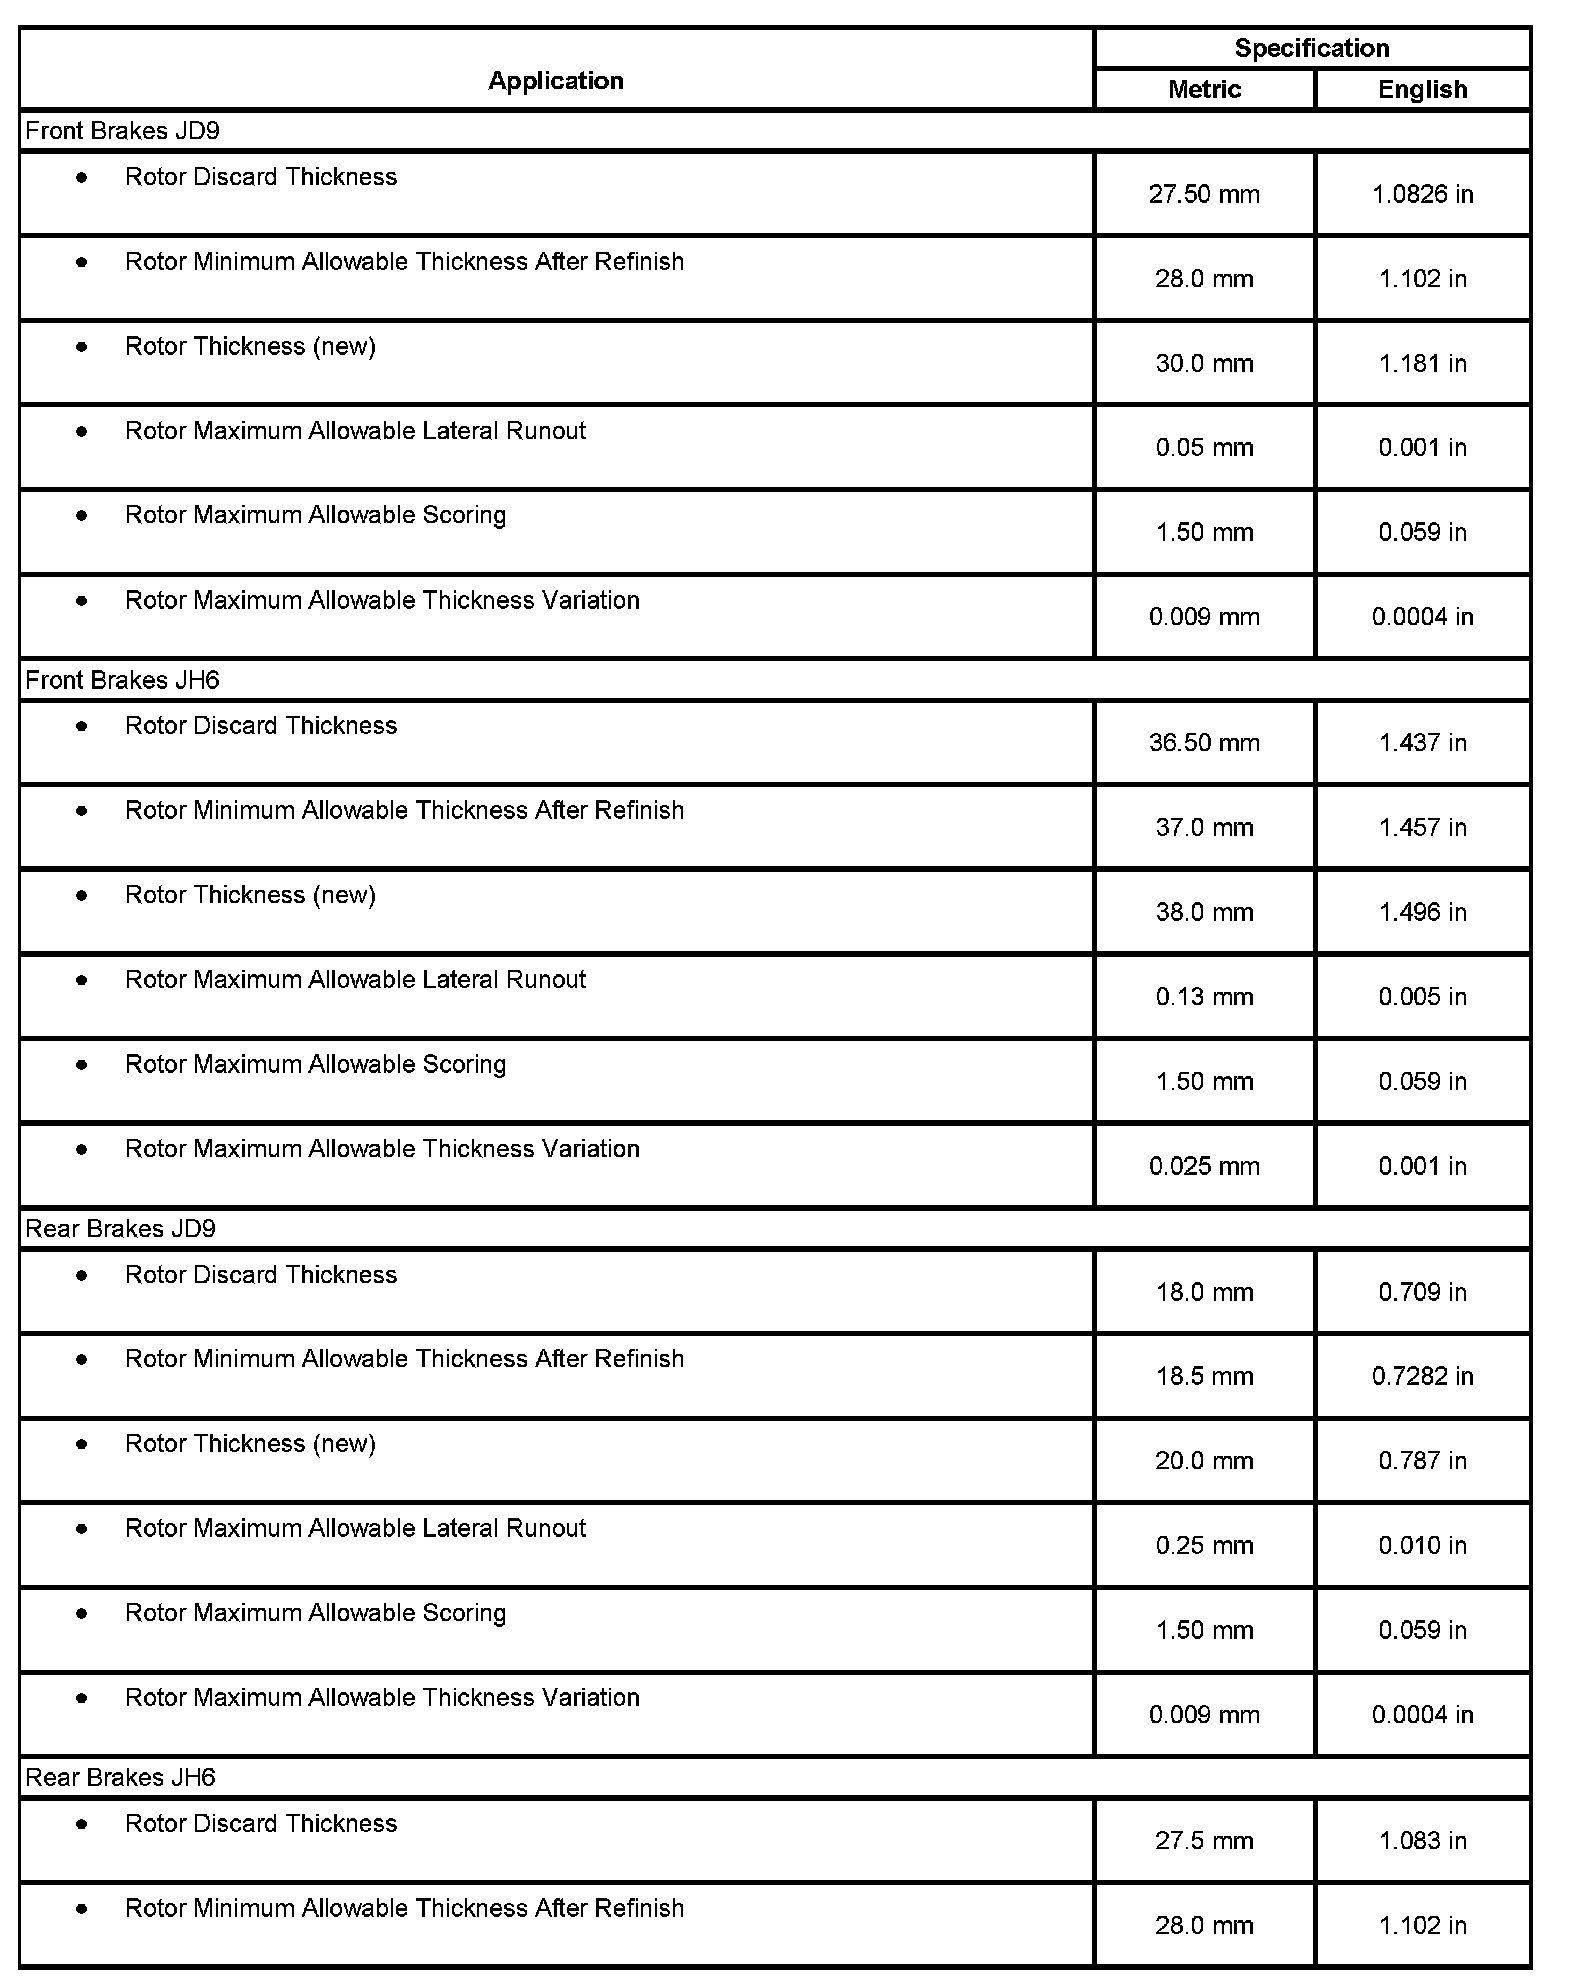 Application Specification
Metric English
Front Brakes JD9
● Rotor Discard Thickness 27.50 mm 1.0826 in
● Rotor Minimum Allowable Thickness After Refinish 28.0 mm 1.102 in
● Rotor Thickness (new) 30.0 mm 1.181 in
● Rotor Maximum Allowable Lateral Runout 0.05 mm 0.001 in
● Rotor Maximum Allowable Scoring 1.50 mm 0.059 in
● Rotor Maximum Allowable Thickness Variation 0.009 mm 0.0004 in
Front Brakes JH6
● Rotor Discard Thickness 36.50 mm 1.437 in
● Rotor Minimum Allowable Thickness After Refinish 37.0 mm 1.457 in
● Rotor Thickness (new) 38.0 mm 1.496 in
● Rotor Maximum Allowable Lateral Runout 0.13 mm 0.005 in
● Rotor Maximum Allowable Scoring 1.50 mm 0.059 in
● Rotor Maximum Allowable Thickness Variation 0.025 mm 0.001 in
Rear Brakes JD9
● Rotor Discard Thickness 18.0 mm 0.709 in
● Rotor Minimum Allowable Thickness After Refinish 18.5 mm 0.7282 in
● Rotor Thickness (new) 20.0 mm 0.787 in
● Rotor Maximum Allowable Lateral Runout 0.25 mm 0.010 in
● Rotor Maximum Allowable Scoring 1.50 mm 0.059 in
● Rotor Maximum Allowable Thickness Variation 0.009 mm 0.0004 in
Rear Brakes JH6
● Rotor Discard Thickness 27.5 mm 1.083 in
● Rotor Minimum Allowable Thickness After Refinish 28.0 mm 1.102 in